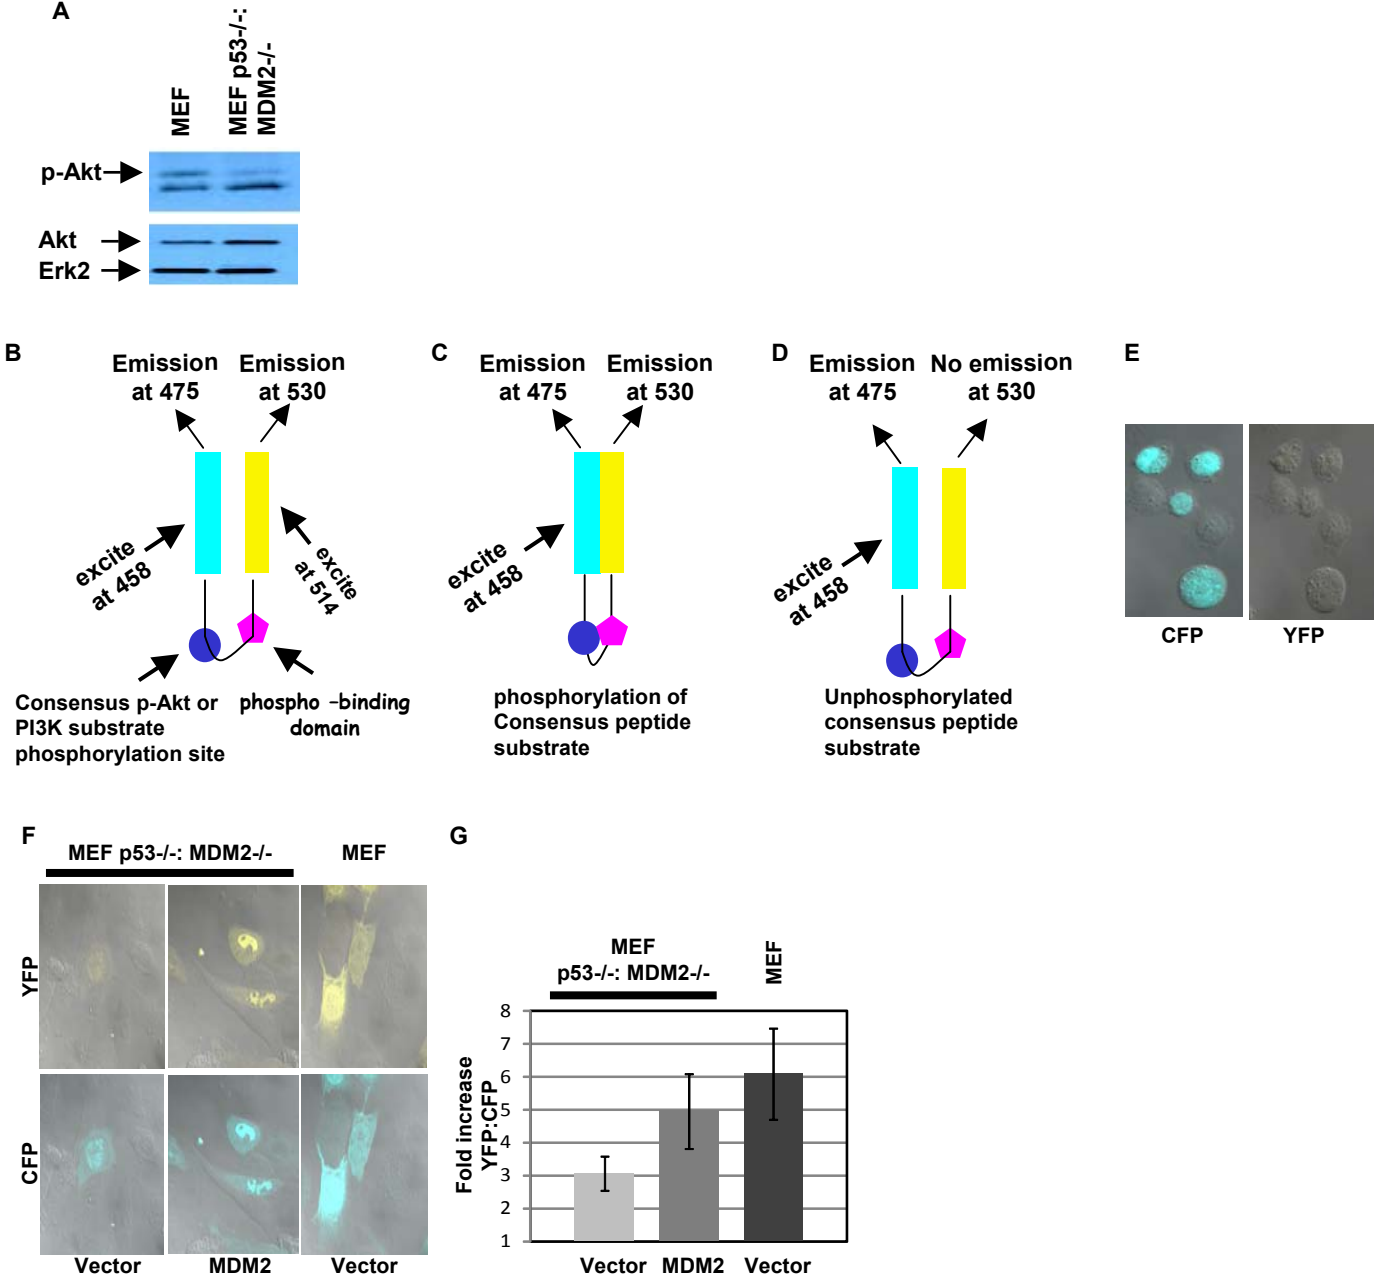 A
MEF
MEF p53-/-:
MDM2-/-
p-Akt
Akt
Erk2
B
Emission
at 475
Emission
at 530
excite
at 458
excite
at 514
Consensus p-Akt or
PI3K substrate
phosphorylation site
phospho -binding
domain
C
Emission
at 475
Emission
at 530
excite
at 458
phosphorylation of
Consensus peptide
substrate
D
Emission
at 475
No emission
at 530
excite
at 458
Unphosphorylated
consensus peptide
substrate
E
CFP
YFP
F
MEF p53-/-: MDM2-/-
MEF
YFP
CFP
Vector
MDM2
Vector
G
MEF
p53-/-: MDM2-/-
MEF
Fold increase
YFP:CFP
8
7
6
5
4
3
2
1
Vector
MDM2
Vector